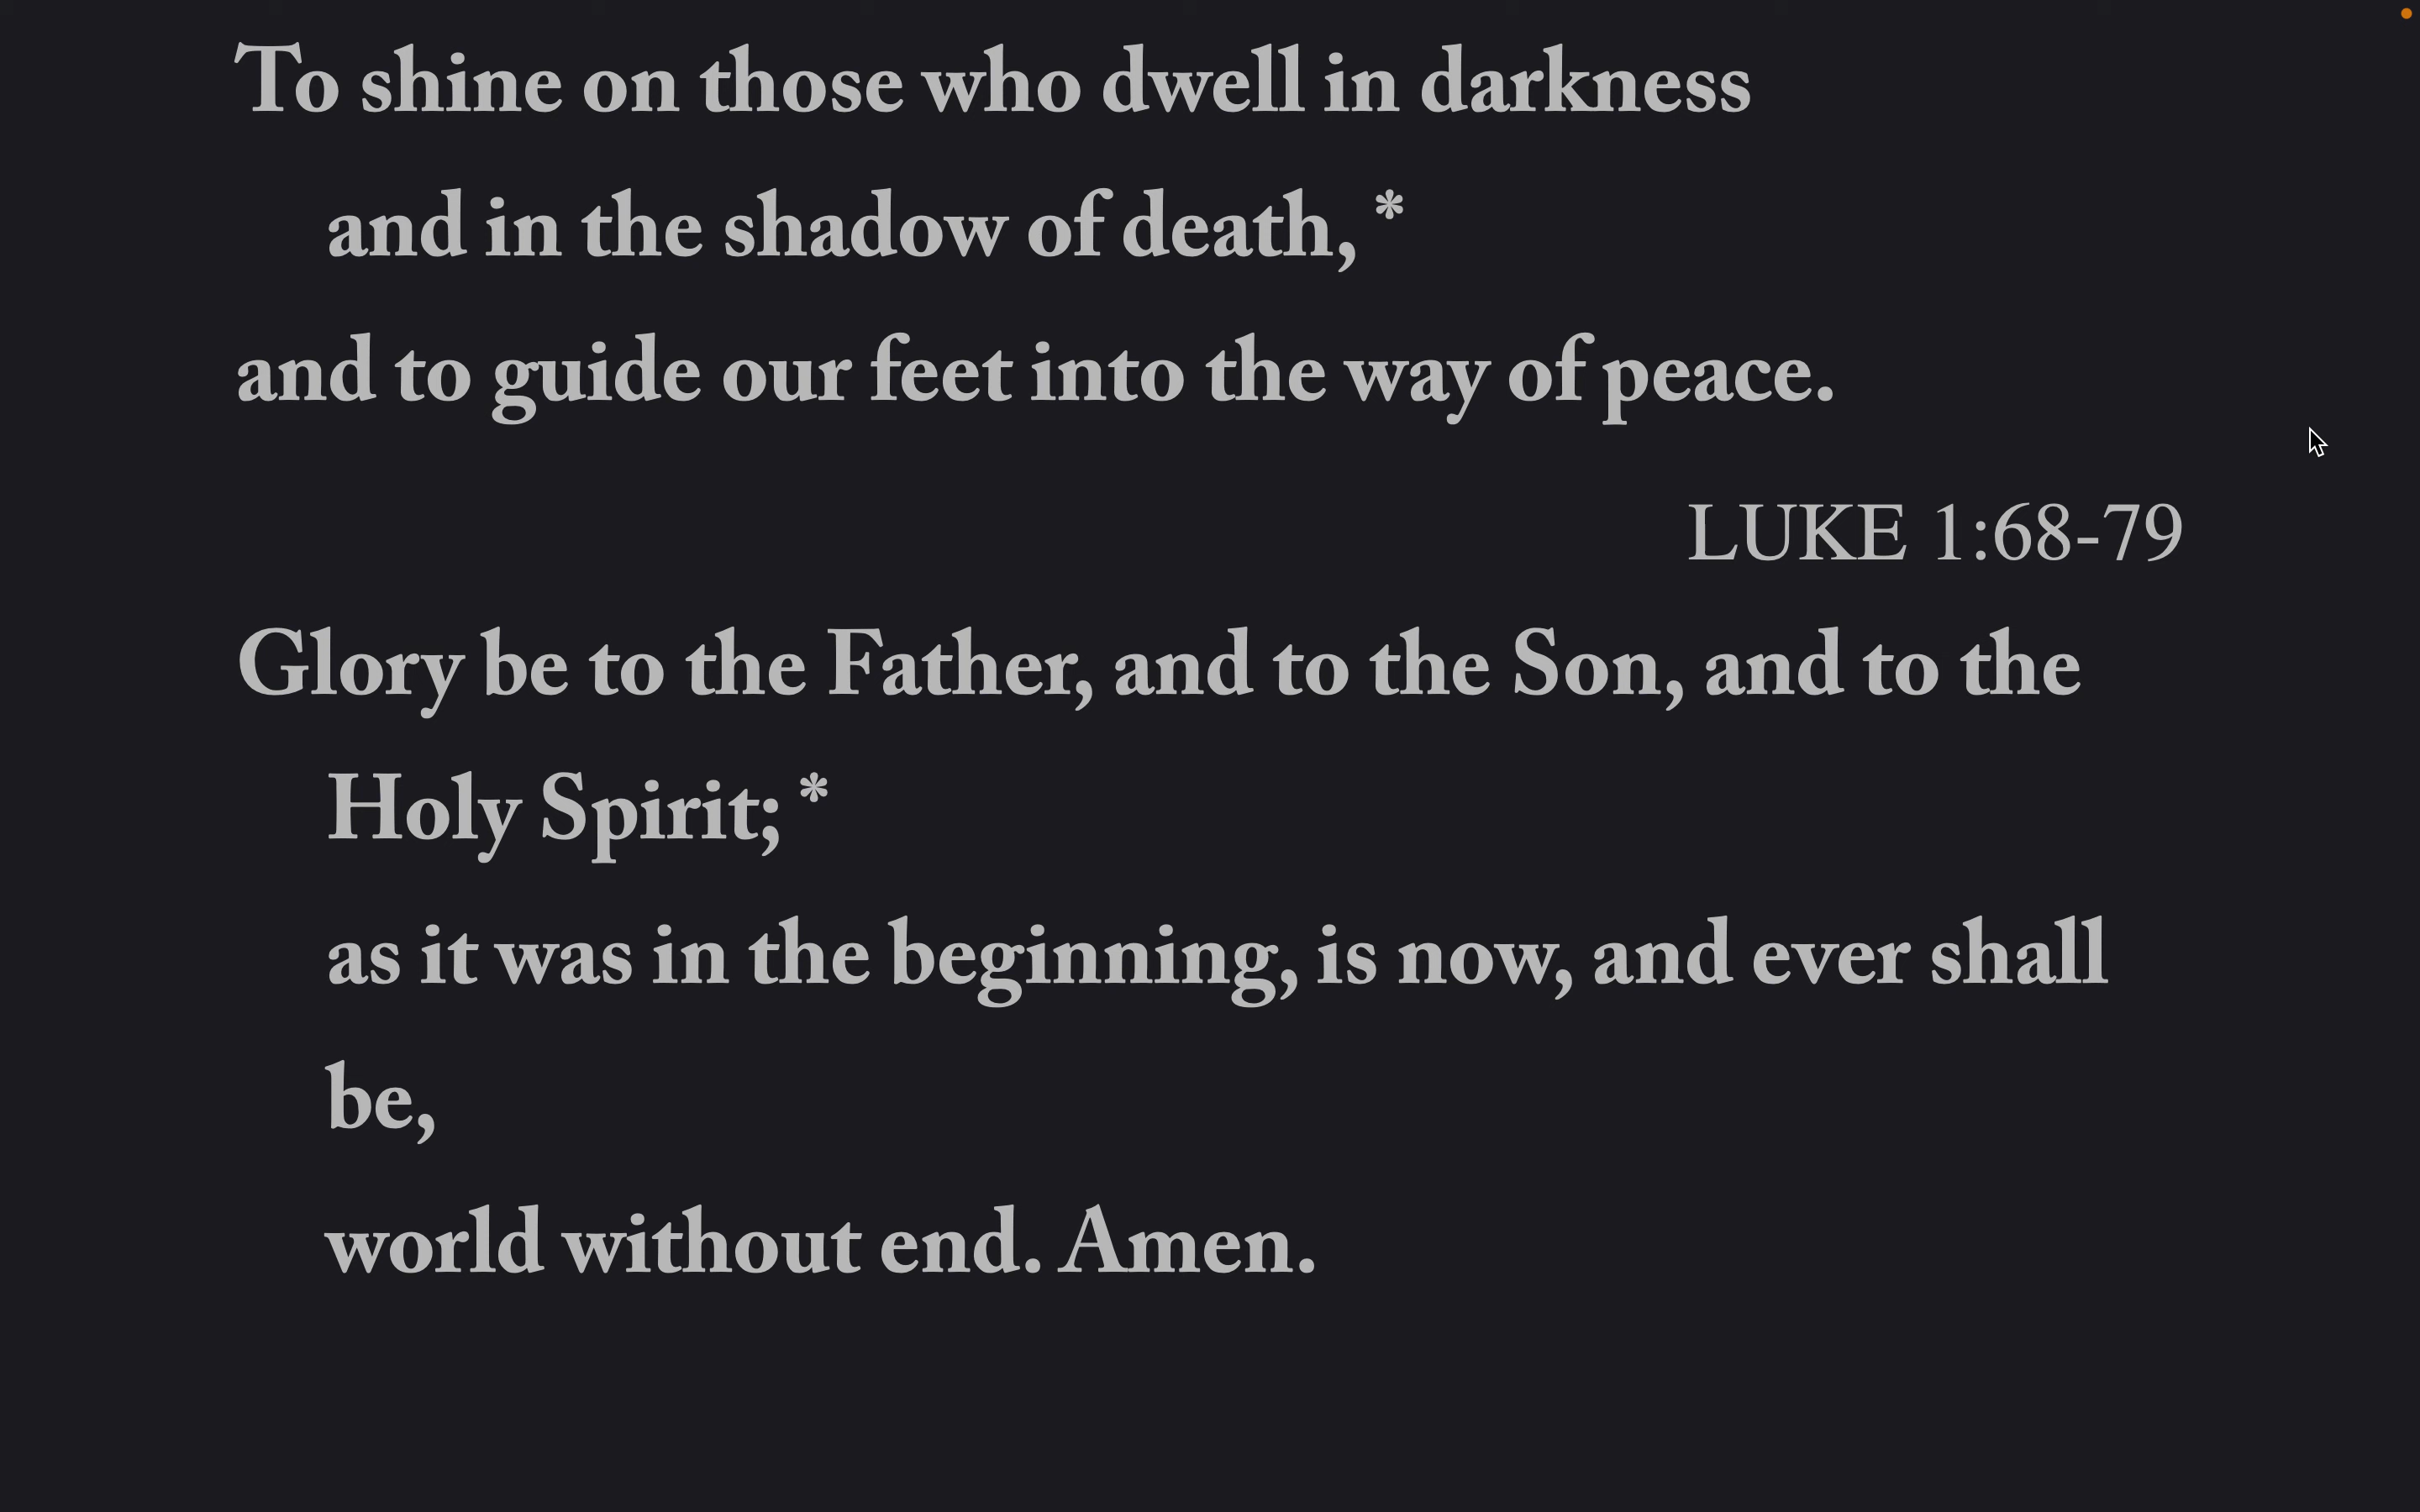 To shine on those who dwell in darkness
and in the shadow of death, *
and to guide our feet into the way of peace.
LUKE 1:68-79
Glory be to the Father, and to the Son, and to the
Holy Spirit; *
as it was in the beginning, is now, and ever shall
be,
world without end. Amen.